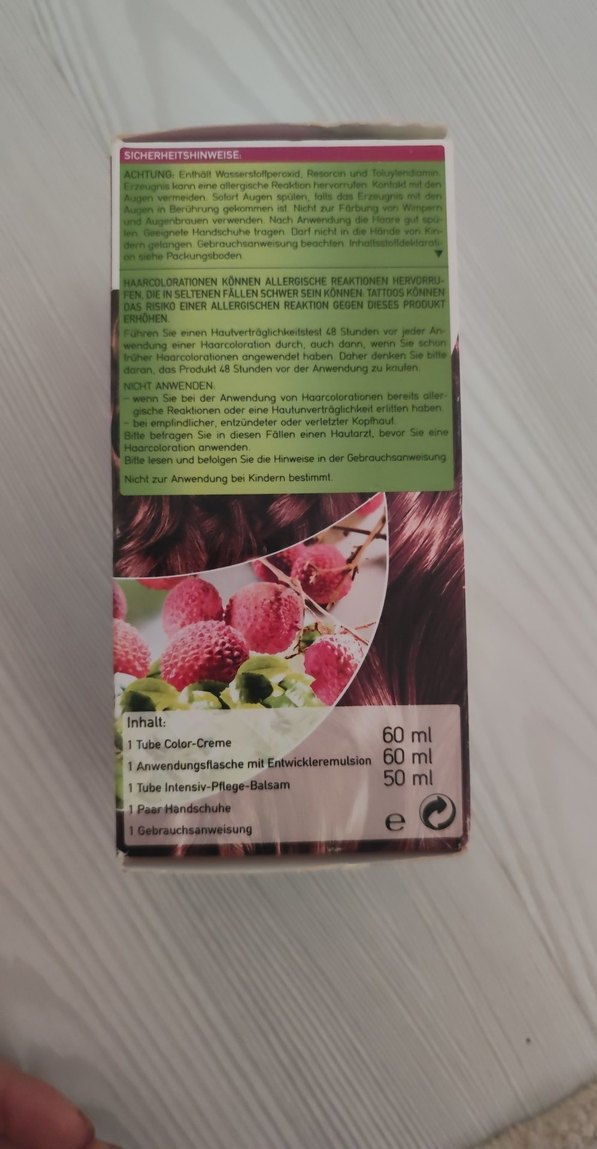 SICHERHEITSHINWEISE:
ACHTUNG: Enthält Wasserstoffperoxid, Resorcin und Toluylendiamin.
Erzeugnis kann eine allergische Reaktion hervorrufen. Kontakt mit den
Augen vermeiden. Sofort Augen spülen, falls das Erzeugnis mit den
Augen in Berührung gekommen ist. Nicht zur Färbung von Wimpern
und Augenbrauen verwenden. Nach Anwendung die Haare gut spü-
len. Geeignete Handschuhe tragen. Darf nicht in die Hände von Kin-
dern gelangen. Gebrauchsanweisung beachten. Inhaltsstoffdeklarati-
on siehe Packungsboden.
HAARCOLORATIONEN KÖNNEN ALLERGISCHE REAKTIONEN HERVORRU-
FEN, DIE IN SELTENEN FÄLLEN SCHWER SEIN KÖNNEN. TATTOOS KÖNNEN
DAS RISIKO EINER ALLERGISCHEN REAKTION GEGEN DIESES PRODUKT
ERHÖHEN.
Führen Sie einen Hautverträglichkeitstest 48 Stunden vor jeder An-
wendung einer Haarcoloration durch, auch dann, wenn Sie schon
früher Haarcolorationen angewendet haben. Daher denken Sie bitte
daran, das Produkt 48 Stunden vor der Anwendung zu kaufen.
NICHT ANWENDEN:
– wenn Sie bei der Anwendung von Haarcolorationen bereits aller-
gische Reaktionen oder eine Hautunverträglichkeit erlitten haben.
– bei empfindlicher, entzündeter oder verletzter Kopfhaut.
Bitte befragen Sie in diesen Fällen einen Hautarzt, bevor Sie eine
Haarcoloration anwenden.
Bitte lesen und befolgen Sie die Hinweise in der Gebrauchsanweisung.
Nicht zur Anwendung bei Kindern bestimmt.
Inhalt:
1 Tube Color-Creme 60 ml
1 Anwendungsflasche mit Entwickleremulsion 60 ml
1 Tube Intensiv-Pflege-Balsam 50 ml
1 Paar Handschuhe
1 Gebrauchsanweisung
e